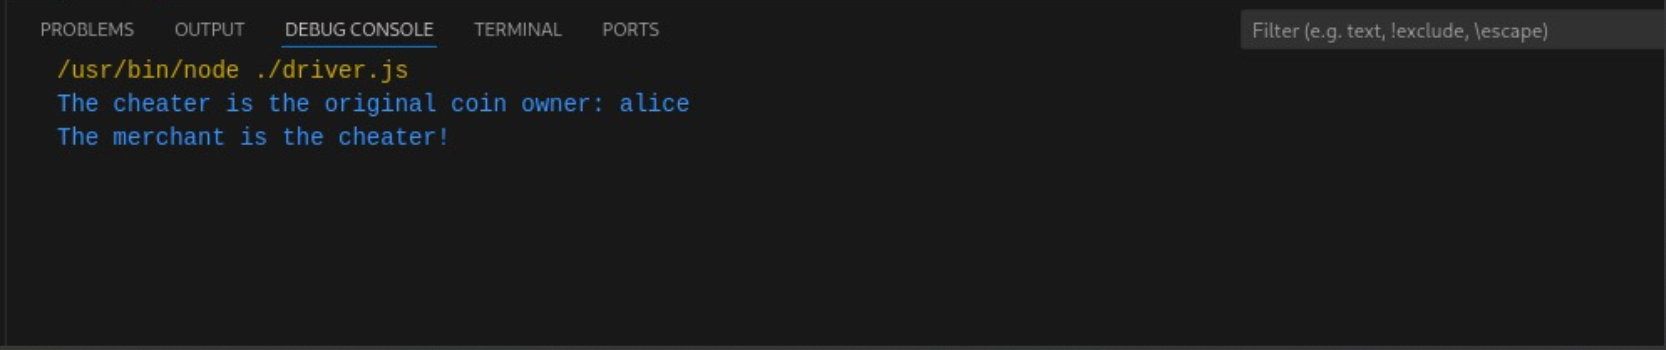 PROBLEMS OUTPUT DEBUG CONSOLE TERMINAL PORTS Filter (e.g. text, !exclude, \escape)
/usr/bin/node ./driver.js
The cheater is the original coin owner: alice
The merchant is the cheater!